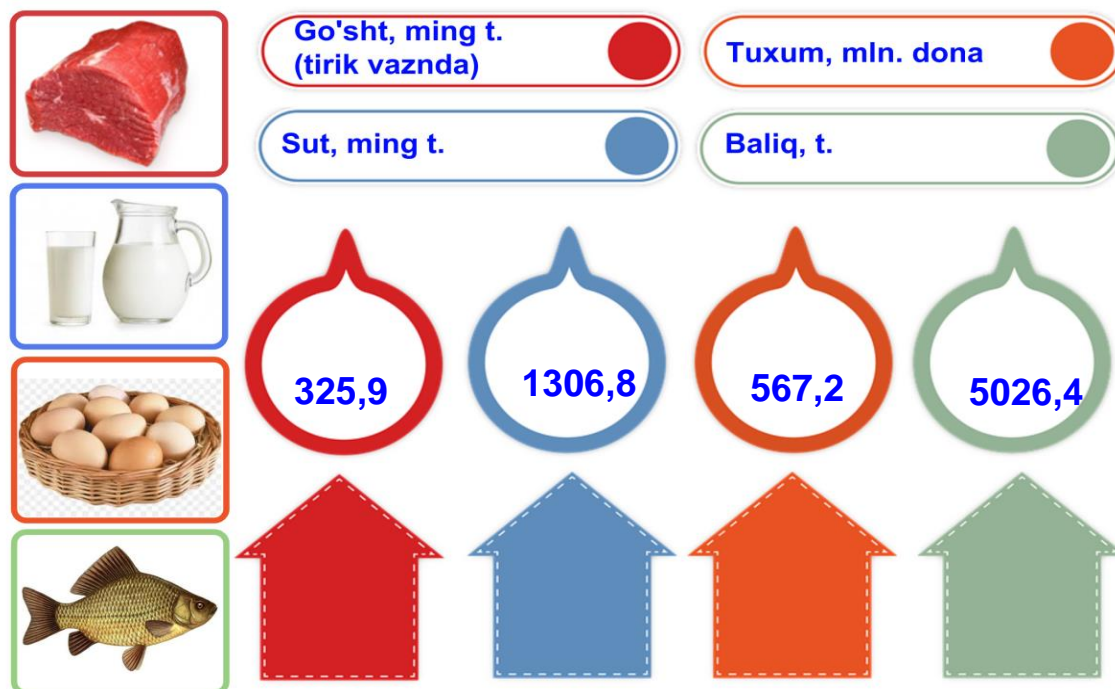 Go'sht, ming t.
(tirik vaznda)
Tuxum, mln. dona
Sut, ming t.
Baliq, t.
325,9
1306,8
567,2
5026,4